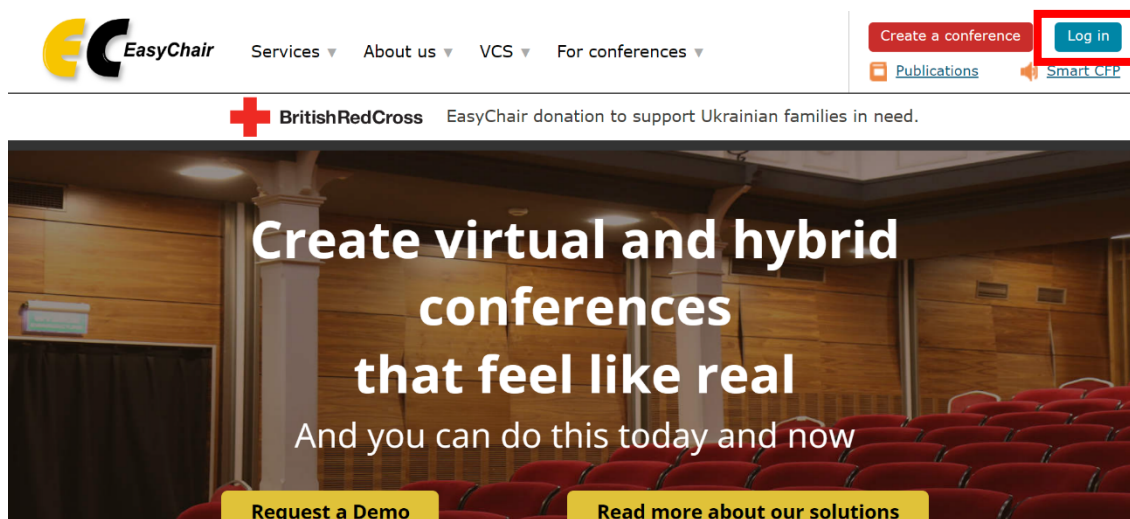 EC EasyChair
Services ▼ About us ▼ VCS ▼ For conferences ▼
Create a conference Log in
Publications Smart CFP
BritishRedCross EasyChair donation to support Ukrainian families in need.
Create virtual and hybrid
conferences
that feel like real
And you can do this today and now
Request a Demo Read more about our solutions